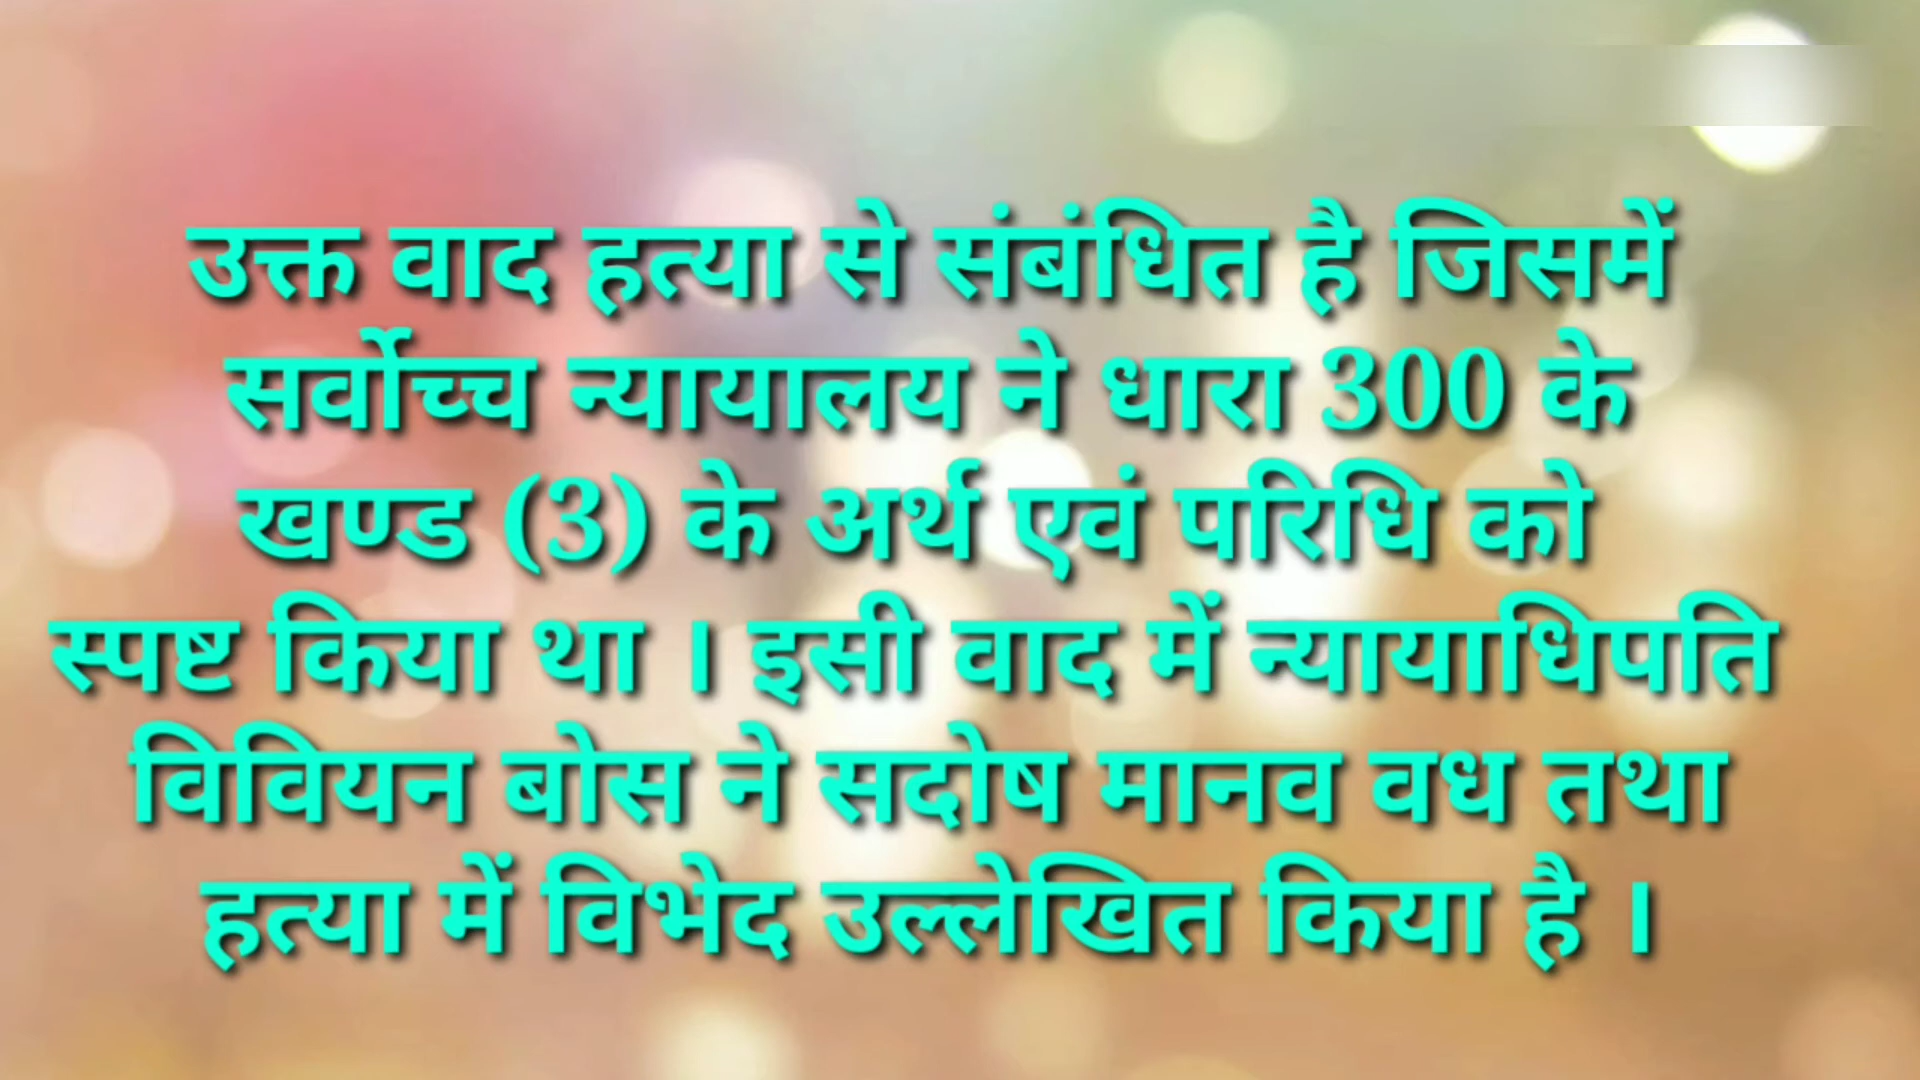 उक्त वाद हत्या से संबंधित है जिसमें
सर्वोच्च न्यायालय ने धारा 300 के
खण्ड (3) के अर्थ एवं परिधि को
स्पष्ट किया था । इसी वाद में न्यायाधिपति
विवियन बोस ने सदोष मानव वध तथा
हत्या में विभेद उल्लेखित किया है ।